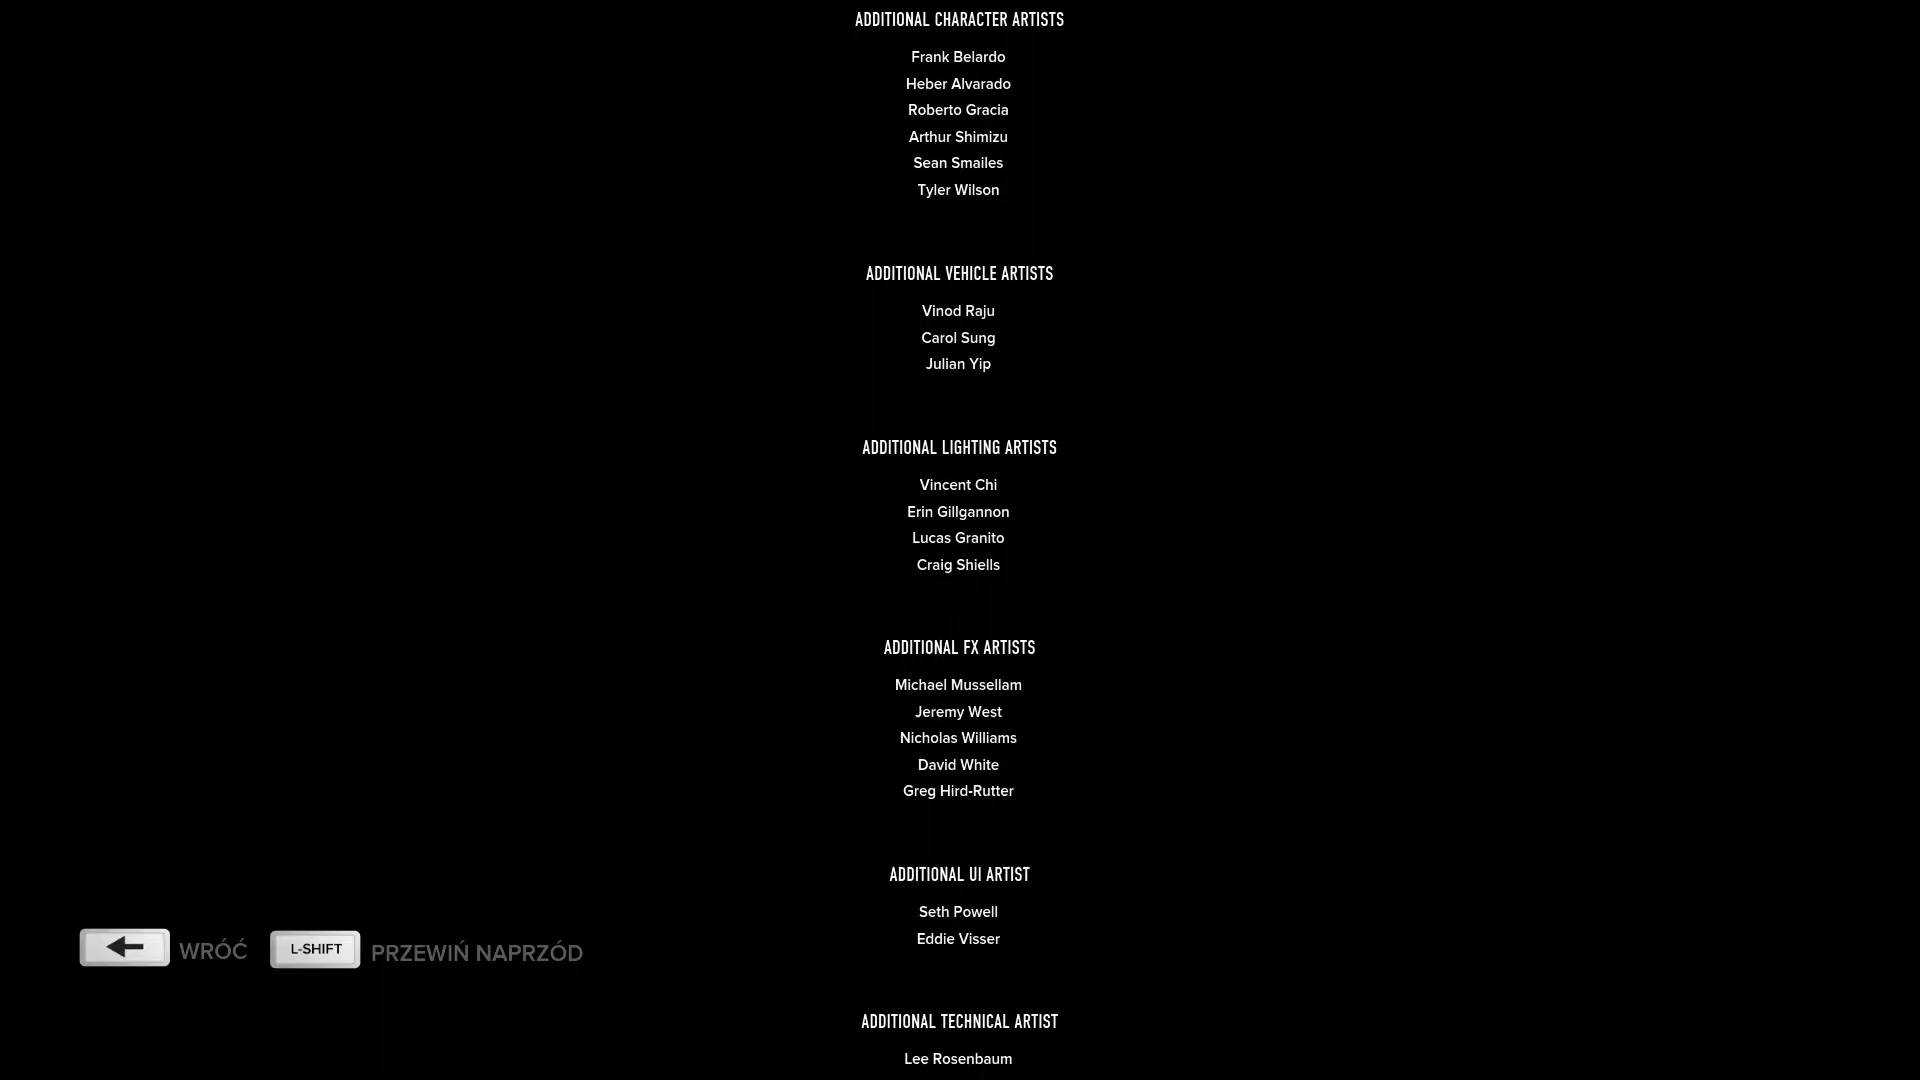 ADDITIONAL CHARACTER ARTISTS
Frank Belardo
Heber Alvarado
Roberto Gracia
Arthur Shimizu
Sean Smailes
Tyler Wilson
ADDITIONAL VEHICLE ARTISTS
Vinod Raju
Carol Sung
Julian Yip
ADDITIONAL LIGHTING ARTISTS
Vincent Chi
Erin Gillgannon
Lucas Granito
Craig Shiells
ADDITIONAL FX ARTISTS
Michael Mussellam
Jeremy West
Nicholas Williams
David White
Greg Hird-Rutter
ADDITIONAL UI ARTIST
Seth Powell
Eddie Visser
WRÓĆ L-SHIFT PRZEWIŃ NAPRZÓD
ADDITIONAL TECHNICAL ARTIST
Lee Rosenbaum